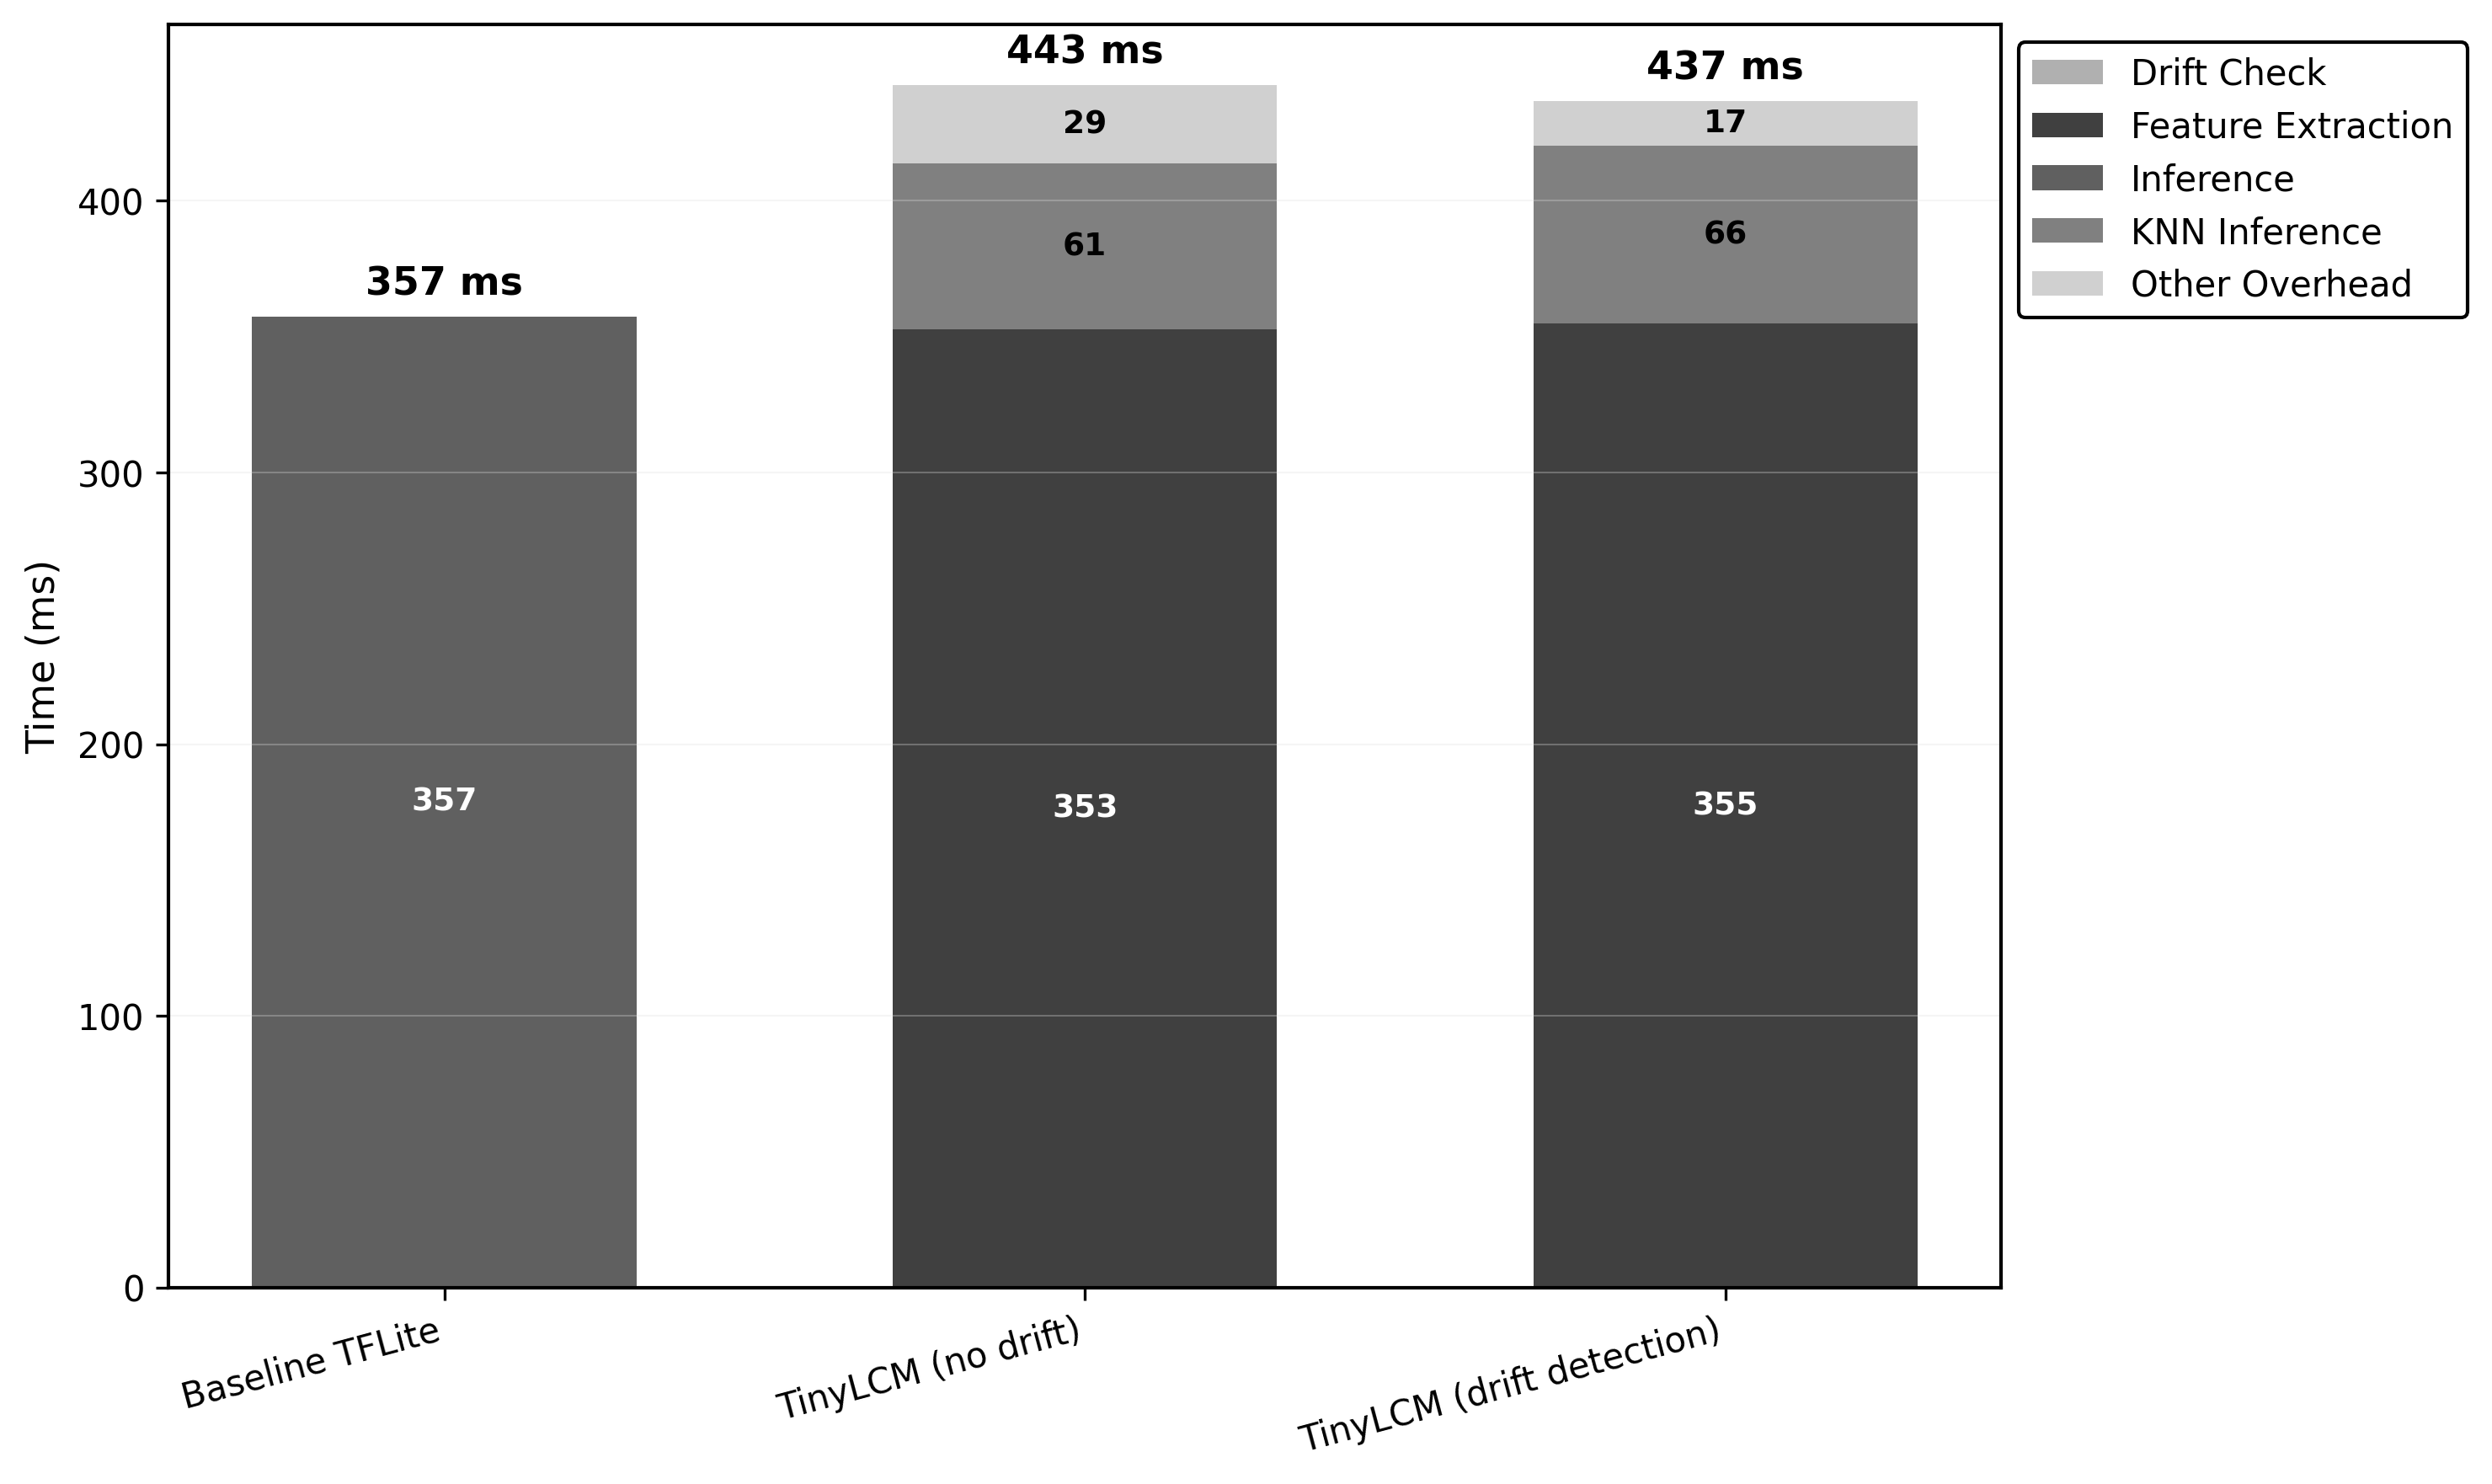 443 ms
437 ms
357 ms
29
17
61
66
357
353
355
Time (ms)
400
300
200
100
0
Baseline TFLite
TinyLCM (no drift)
TinyLCM (drift detection)
Drift Check
Feature Extraction
Inference
KNN Inference
Other Overhead